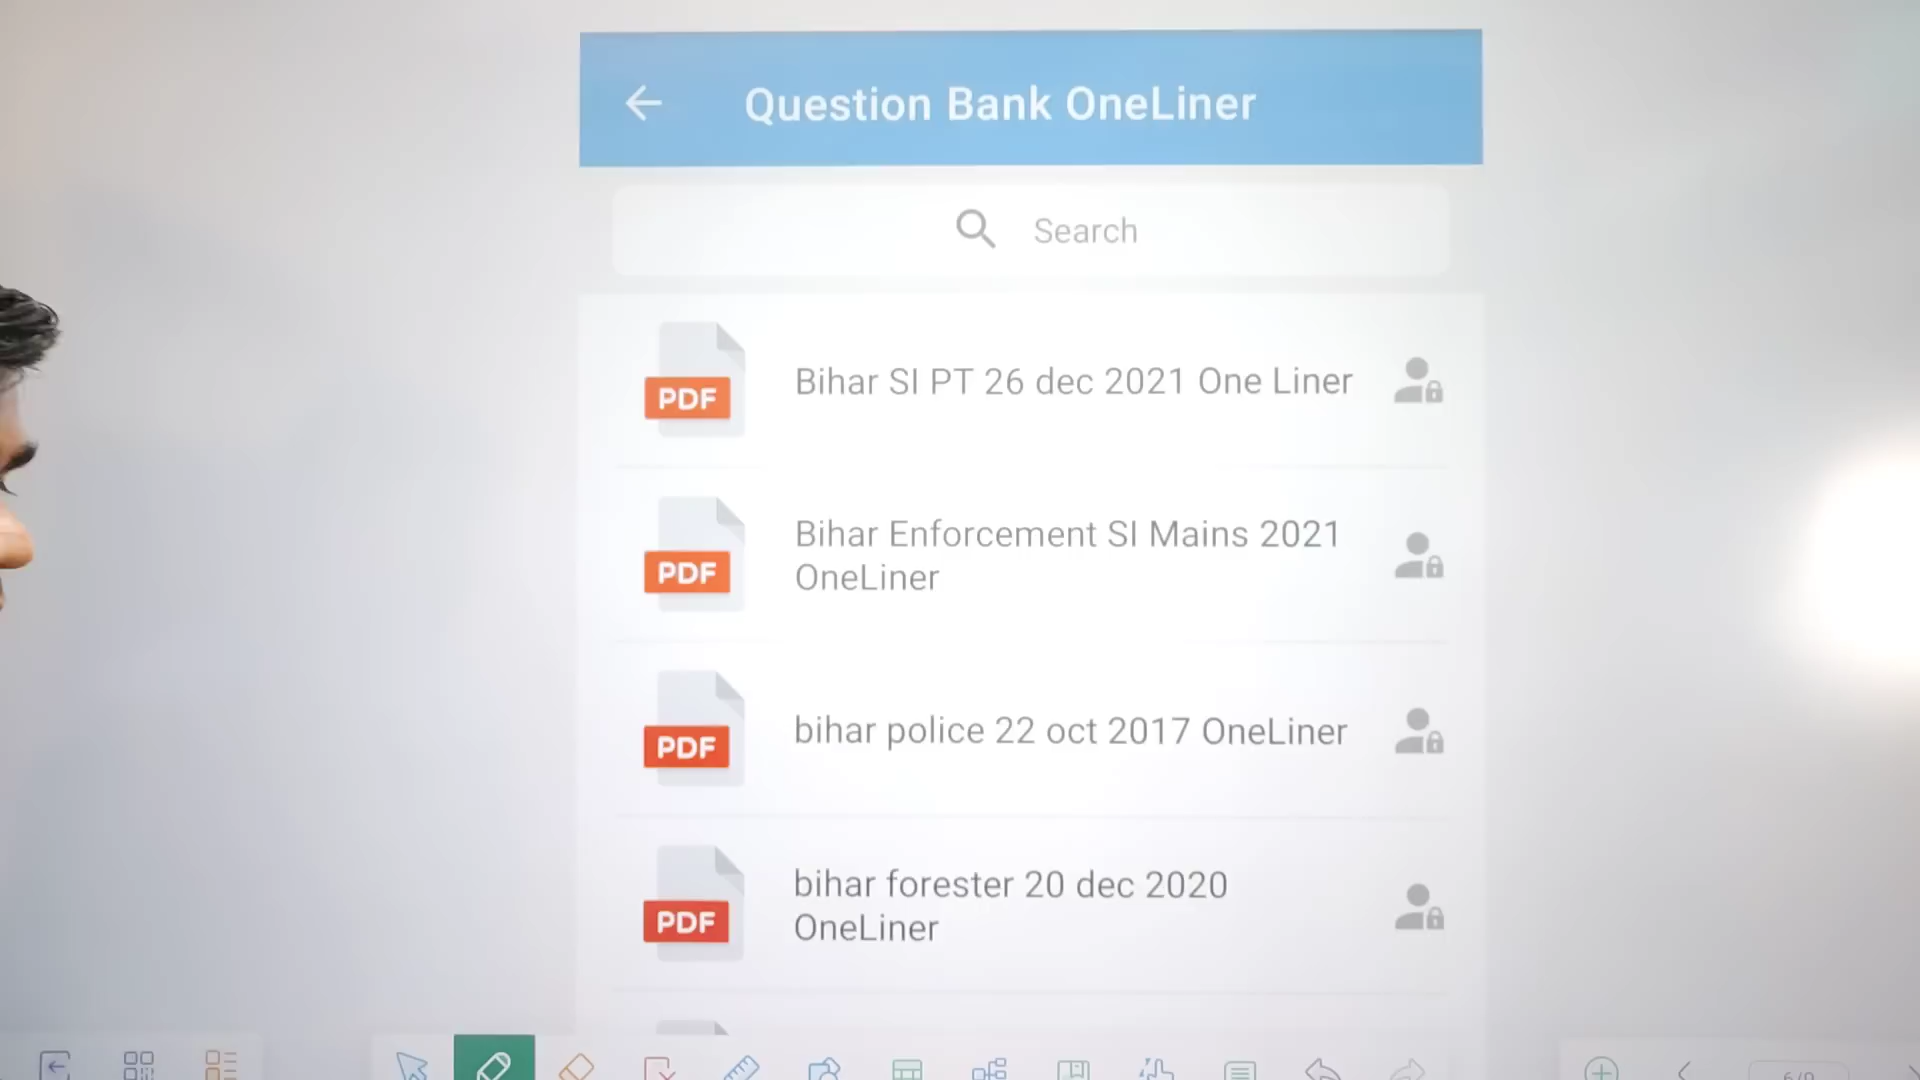 Question Bank OneLiner
Search
PDF
Bihar SI PT 26 dec 2021 One Liner
PDF
Bihar Enforcement SI Mains 2021
OneLiner
PDF
bihar police 22 oct 2017 OneLiner
PDF
bihar forester 20 dec 2020
OneLiner